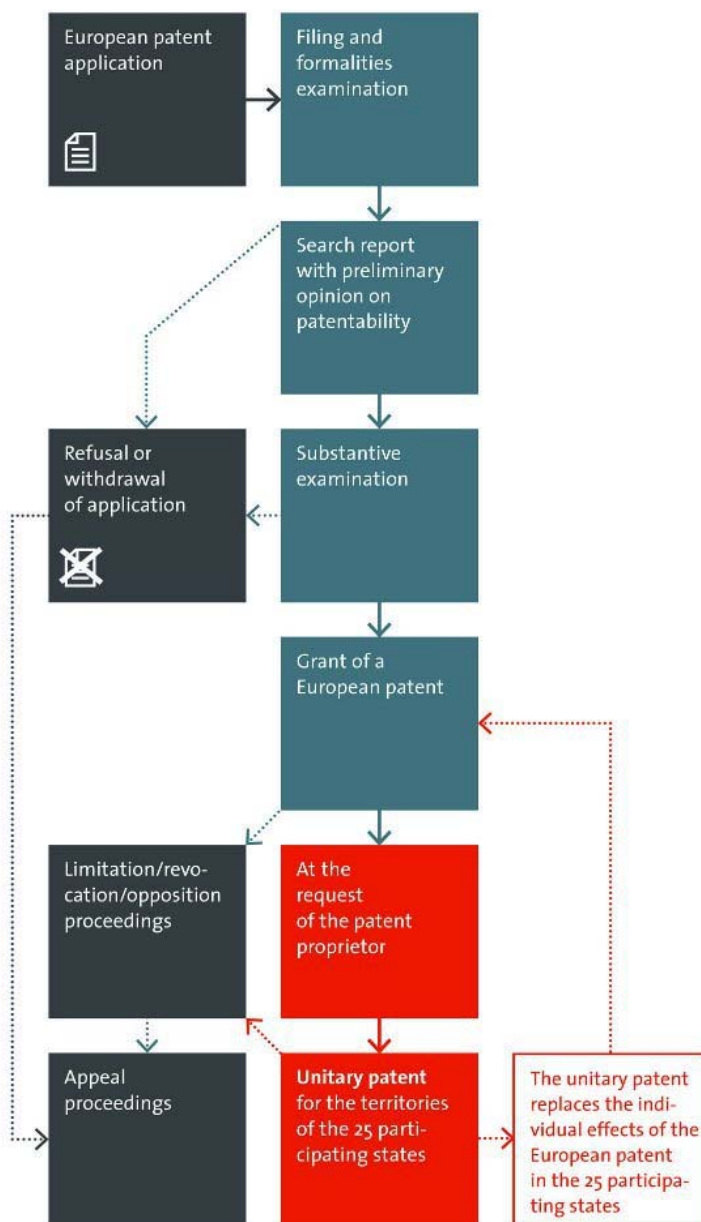 European patent
application
Filing and
formalities
examination
Search report
with preliminary
opinion on
patentability
Refusal or
withdrawal
of application
Substantive
examination
Grant of a
European patent
Limitation/revo-
cation/opposition
proceedings
At the
request
of the patent
proprietor
Appeal
proceedings
Unitary patent
for the territories
of the 25 parti-
cipating states
The unitary patent
replaces the indi-
vidual effects of the
European patent
in the 25 participa-
ting states